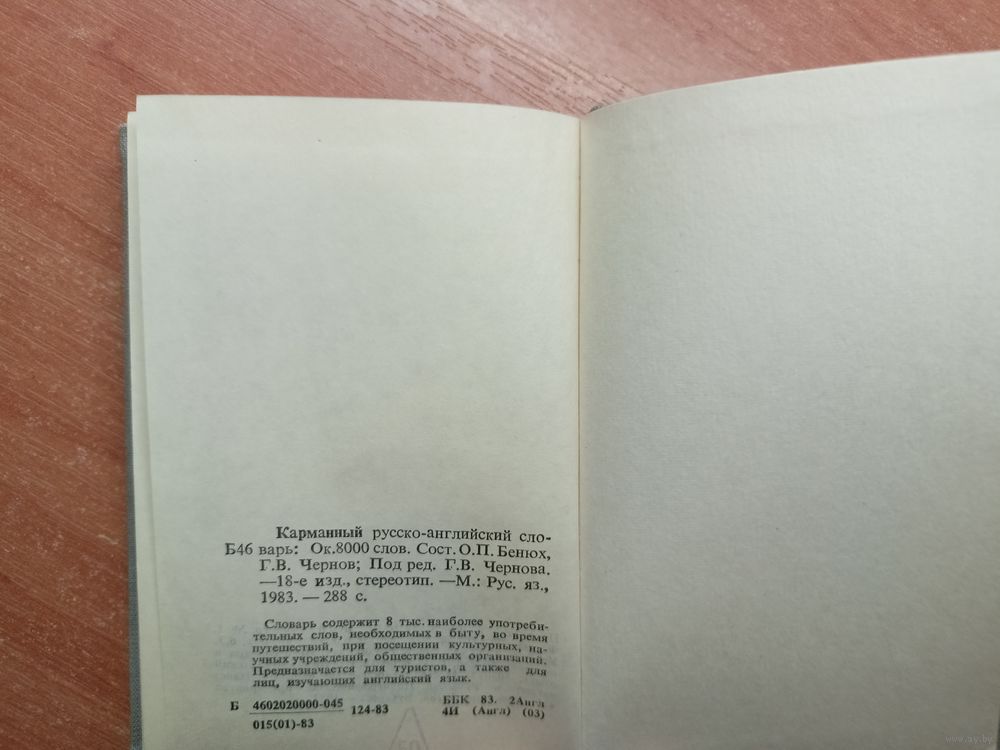 Карманный русско-английский сло-
Б46 варь: Ок.8000 слов. Сост. О.П. Бенюх,
Г.В. Чернов; Под ред. Г.В. Чернова.
—18-е изд., стереотип. —М.: Рус. яз.,
1983. — 288 с.
Словарь содержит 8 тыс. наиболее употреби-
тельных слов, необходимых в быту, во время
путешествий, при посещении культурных, на-
учных учреждений, общественных организаций.
Предназначается для туристов, а также для
лиц, изучающих английский язык.
Б 4602020000-045 124-83 ББК 83. 2Англ
015(01)-83 4И (Англ) (03)
www.ay.by